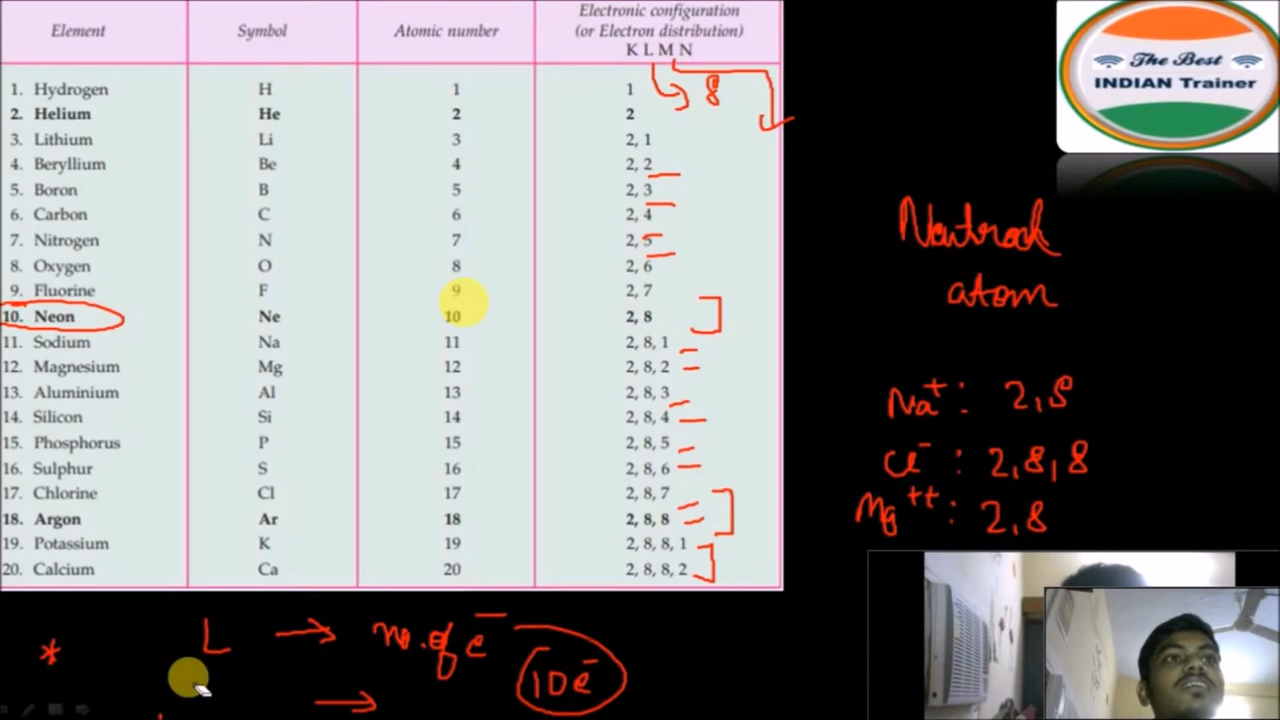 Element Symbol Atomic number Electronic configuration
(or Electron distribution)
K L M N
1. Hydrogen H 1 1
2. Helium He 2 2
3. Lithium Li 3 2, 1
4. Beryllium Be 4 2, 2
5. Boron B 5 2, 3
6. Carbon C 6 2, 4
7. Nitrogen N 7 2, 5
8. Oxygen O 8 2, 6
9. Fluorine F 9 2, 7
10. Neon Ne 10 2, 8
11. Sodium Na 11 2, 8, 1
12. Magnesium Mg 12 2, 8, 2
13. Aluminium Al 13 2, 8, 3
14. Silicon Si 14 2, 8, 4
15. Phosphorus P 15 2, 8, 5
16. Sulphur S 16 2, 8, 6
17. Chlorine Cl 17 2, 8, 7
18. Argon Ar 18 2, 8, 8
19. Potassium K 19 2, 8, 8, 1
20. Calcium Ca 20 2, 8, 8, 2
8
The Best
INDIAN Trainer
Neutral
atom
Na⁺ : 2,8
Cl⁻ : 2,8,8
Mg⁺⁺ : 2,8
* L → no. of e⁻
10e⁻
→